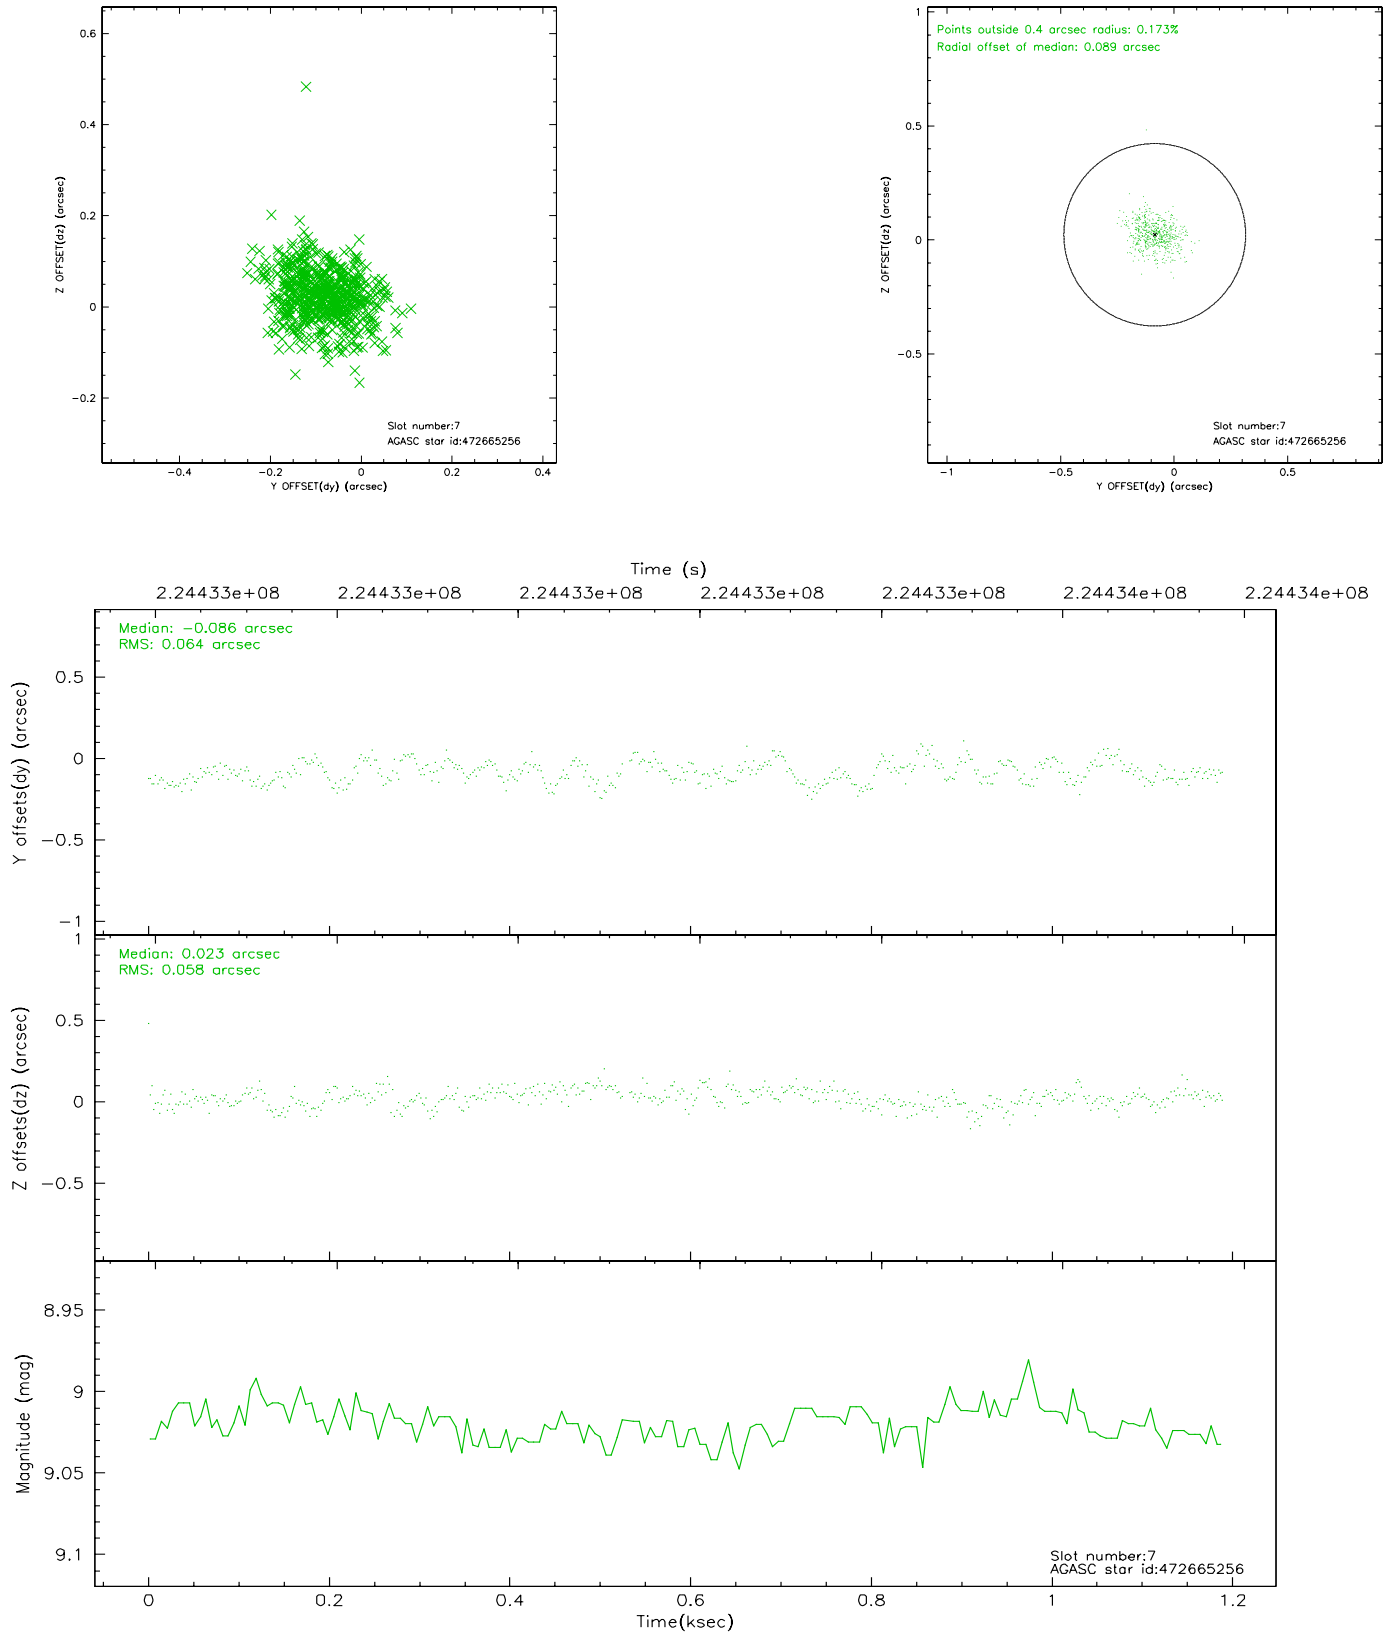 0.6
0.4
0.2
0
−0.2
Z OFFSET(dz) (arcsec)
Slot number:7
AGASC star id:472665256
−0.4 −0.2 0 0.2 0.4
Y OFFSET(dy) (arcsec)
Points outside 0.4 arcsec radius: 0.173%
Radial offset of median: 0.089 arcsec
1
0.5
0
−0.5
Z OFFSET(dz) (arcsec)
Slot number:7
AGASC star id:472665256
−1 −0.5 0 0.5
Y OFFSET(dy) (arcsec)
Time (s)
2.24433e+08 2.24433e+08 2.24433e+08 2.24433e+08 2.24433e+08 2.24434e+08 2.24434e+08
Median: −0.086 arcsec
RMS: 0.064 arcsec
0.5
0
−0.5
−1
Y offsets(dy) (arcsec)
Median: 0.023 arcsec
RMS: 0.058 arcsec
1
0.5
0
−0.5
Z offsets(dz) (arcsec)
8.95
9
9.05
9.1
Magnitude (mag)
Slot number:7
AGASC star id:472665256
0 0.2 0.4 0.6 0.8 1 1.2
Time(ksec)